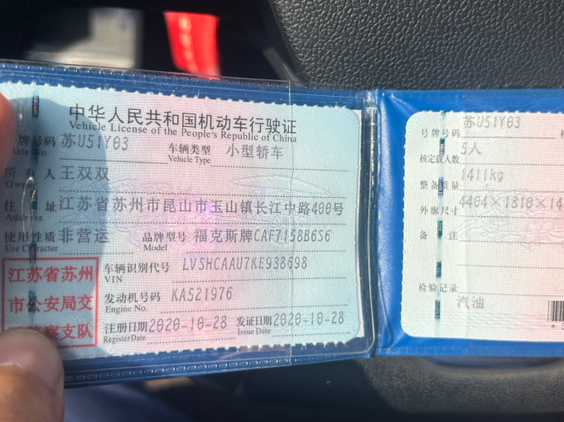 中华人民共和国机动车行驶证
Vehicle License of the People's Republic of China
号牌号码 苏U51Y03 车辆类型 小型轿车
Vehicle Type
所有人 王双双
住址 江苏省苏州市昆山市玉山镇长江中路400号
Address
使用性质 非营运 品牌型号 福克斯牌CAF7158B6S6
Use Character Model
江苏省苏州
市公安局交
警察支队
车辆识别代号 LVSHCAAU7KE938698
VIN
发动机号码 KA521976
Engine No.
注册日期 2020-10-28 发证日期 2020-10-28
Register Date Issue Date
号牌号码 苏U51Y03
核定载人数 5人
整备质量 1411kg
外廓尺寸 4404×1810×14
备注
检验记录
汽油